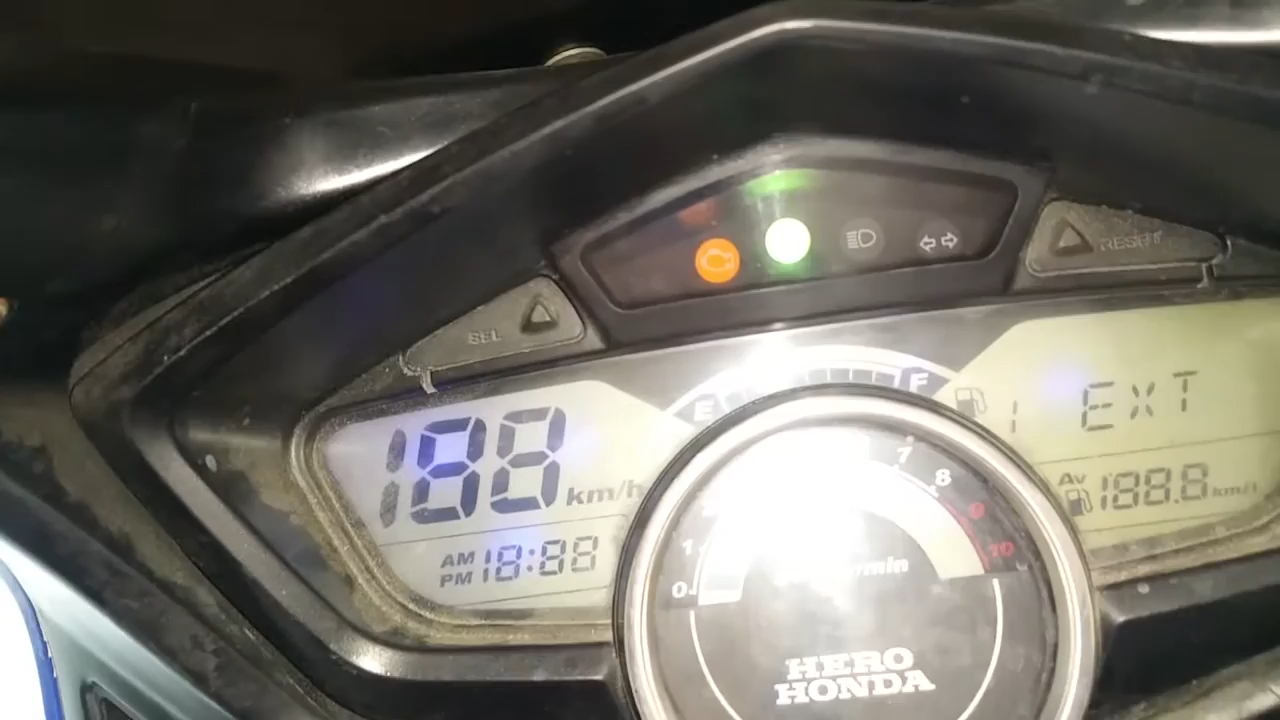 SEL
RESET
E
F
188 km/h
AM
PM 18:88
1
EXT
Av
188.8 km/l
0
1
7
8
9
10
HERO
HONDA